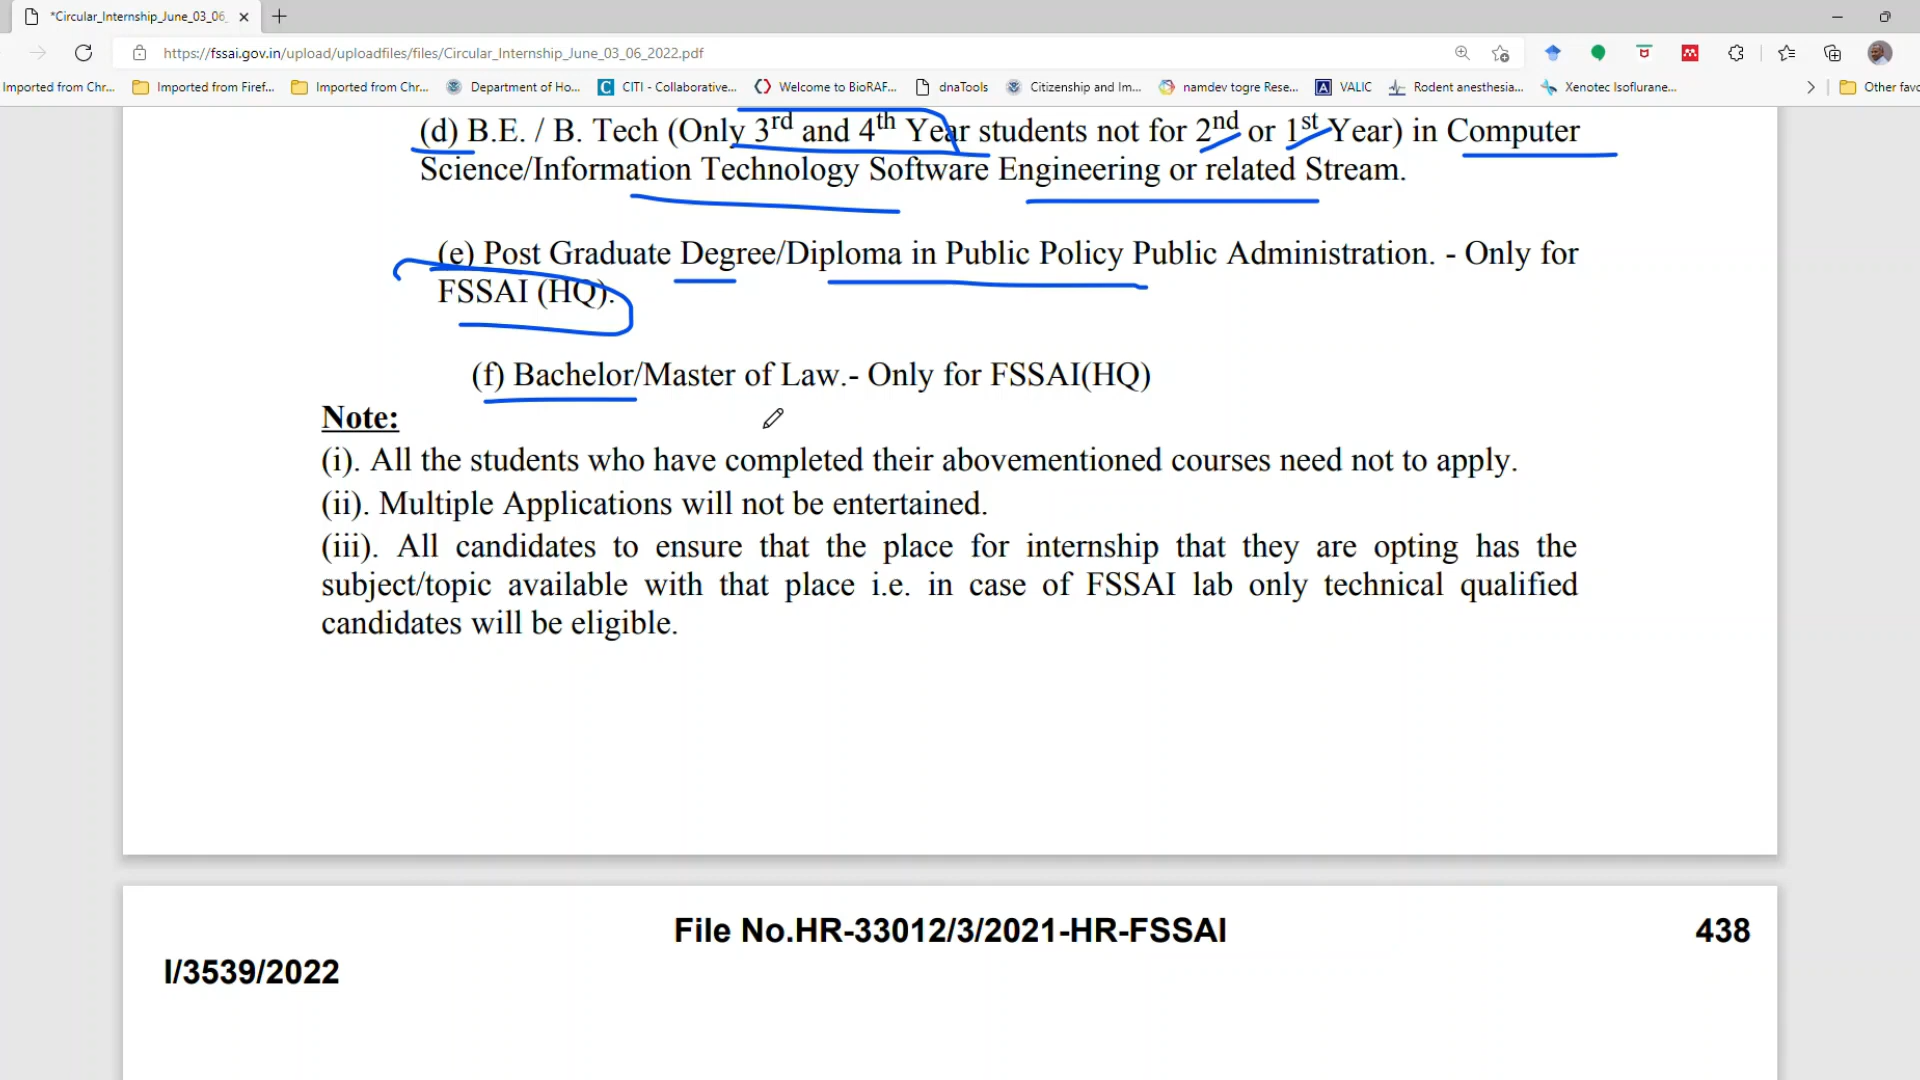 *Circular_Internship_June_03_06_
https://fssai.gov.in/upload/uploadfiles/files/Circular_Internship_June_03_06_2022.pdf
Imported from Chr... Imported from Firef... Imported from Chr... Department of Ho... CITI - Collaborative... Welcome to BioRAF... dnaTools Citizenship and Im... namdev togre Rese... VALIC Rodent anesthesia... Xenotec Isoflurane... Other favo
(d) B.E. / B. Tech (Only 3rd and 4th Year students not for 2nd or 1st Year) in Computer
Science/Information Technology Software Engineering or related Stream.
(e) Post Graduate Degree/Diploma in Public Policy Public Administration. - Only for
FSSAI (HQ).
(f) Bachelor/Master of Law.- Only for FSSAI(HQ)
Note:
(i). All the students who have completed their abovementioned courses need not to apply.
(ii). Multiple Applications will not be entertained.
(iii). All candidates to ensure that the place for internship that they are opting has the
subject/topic available with that place i.e. in case of FSSAI lab only technical qualified
candidates will be eligible.
File No.HR-33012/3/2021-HR-FSSAI 438
I/3539/2022